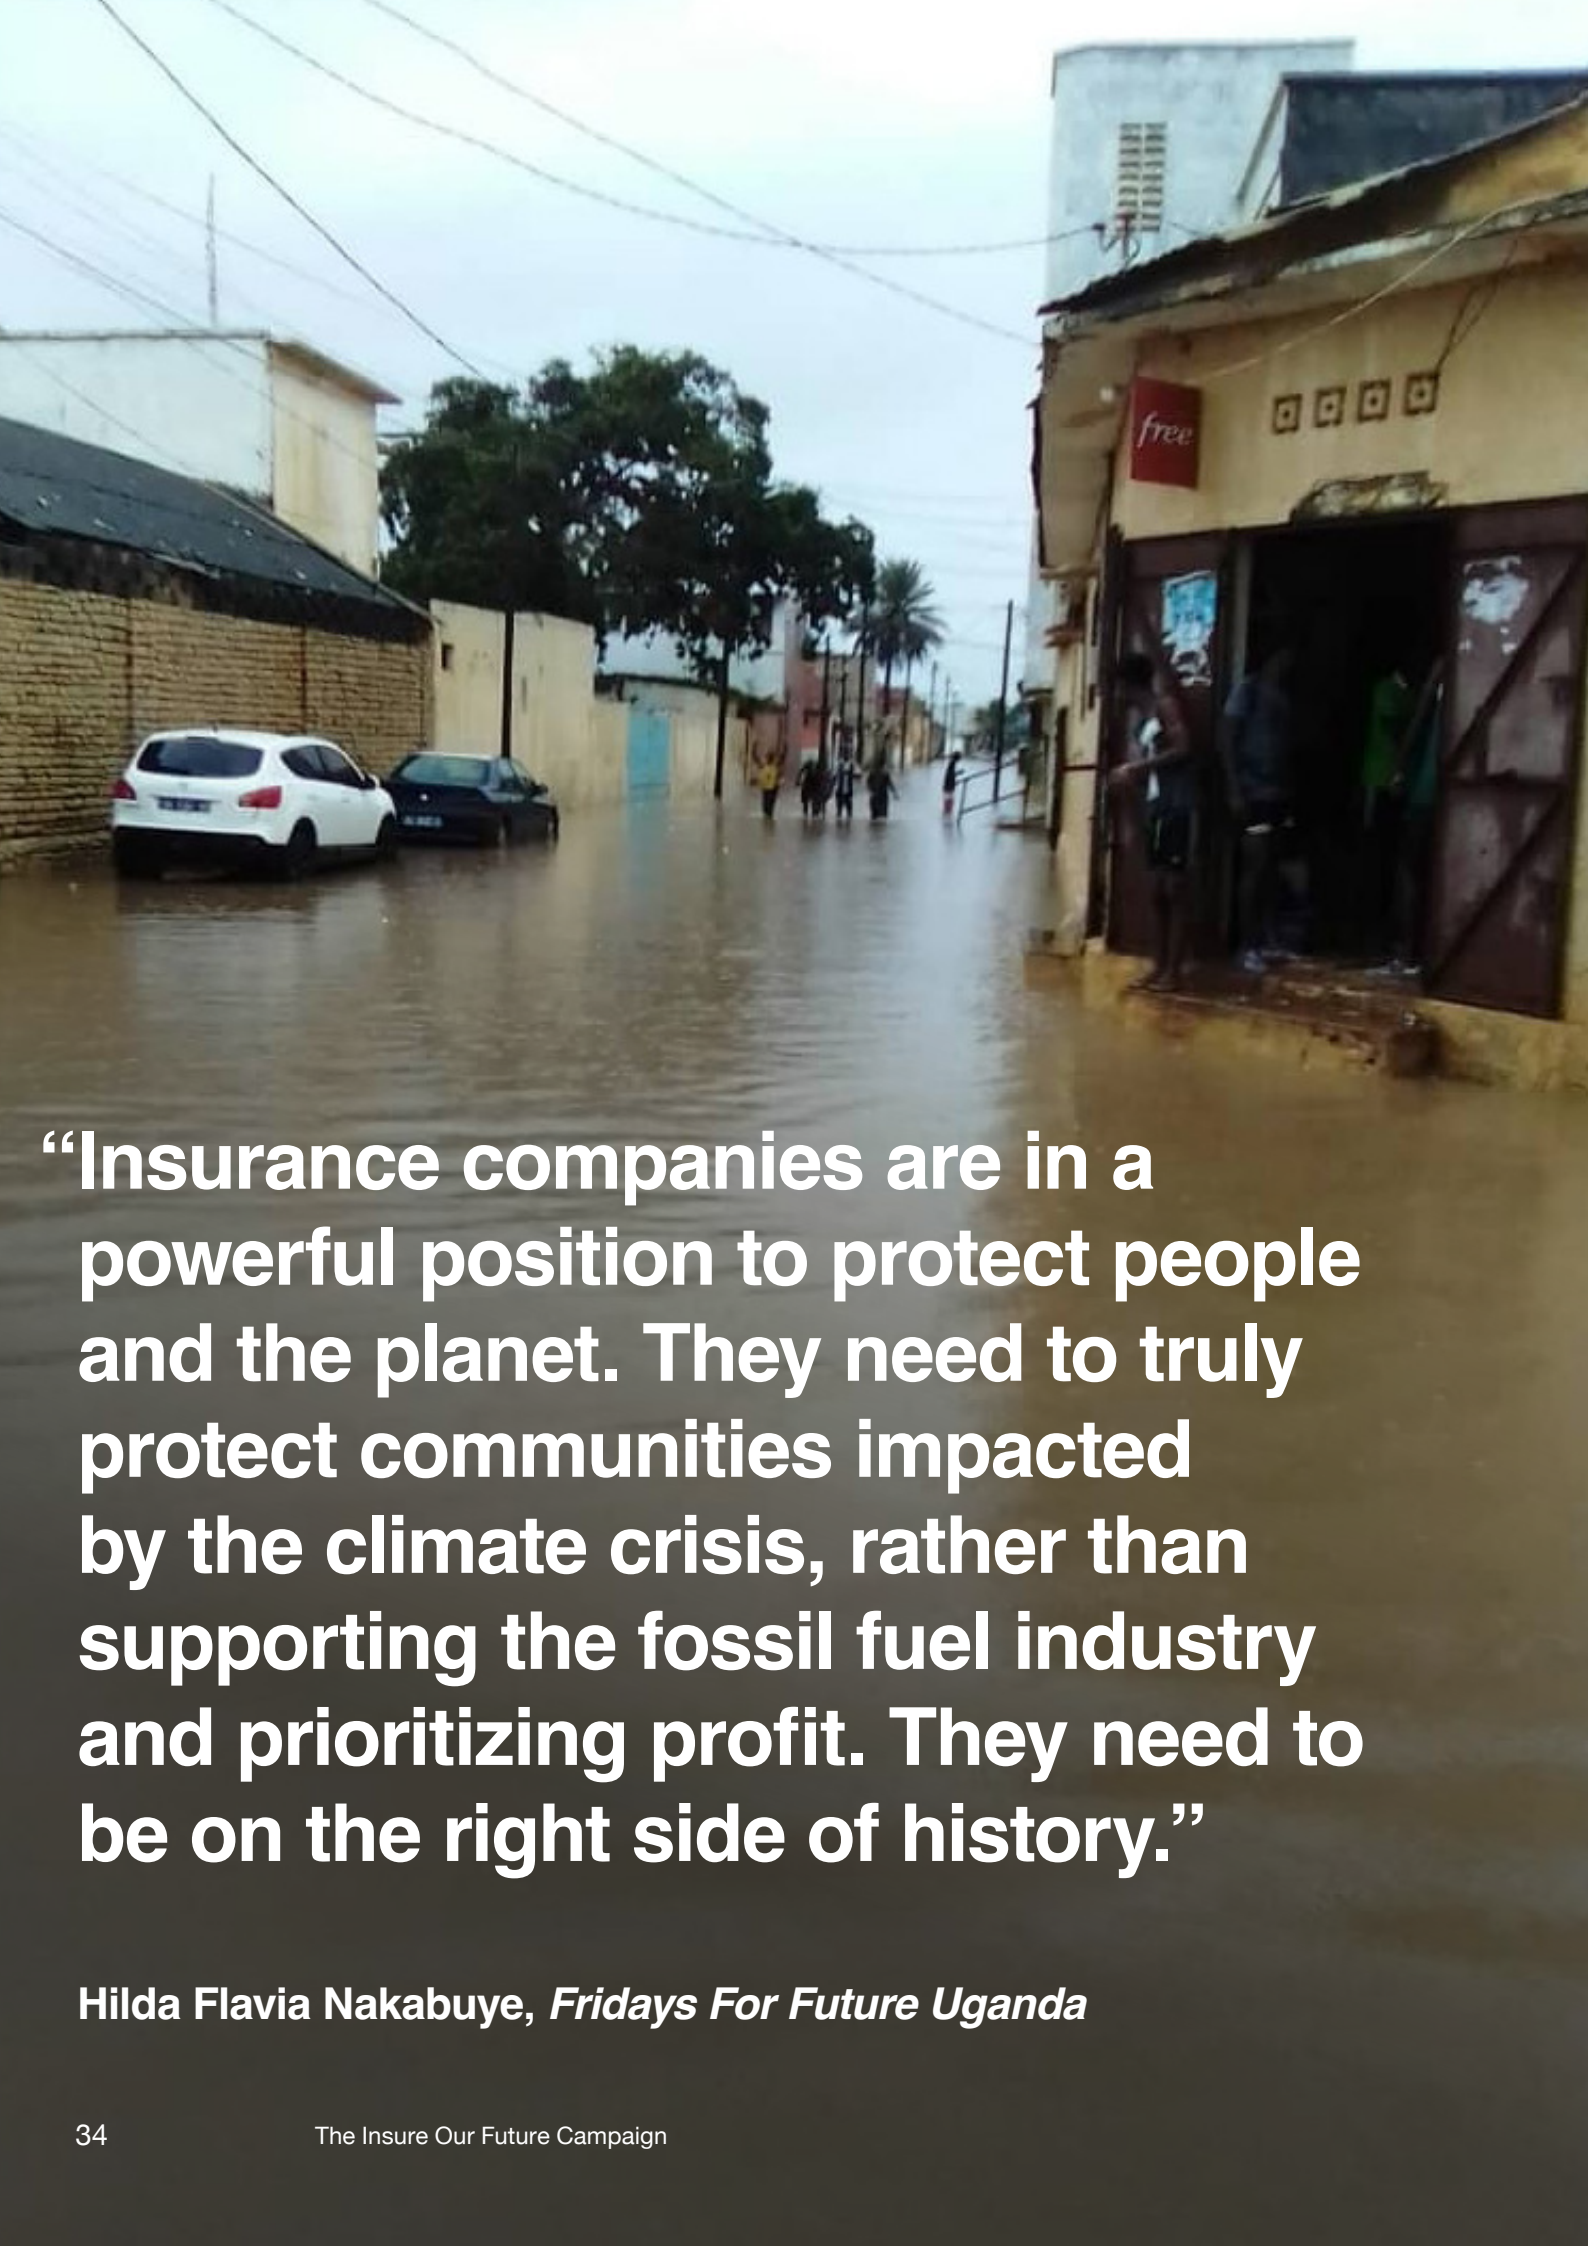 free
“Insurance companies are in a
powerful position to protect people
and the planet. They need to truly
protect communities impacted
by the climate crisis, rather than
supporting the fossil fuel industry
and prioritizing profit. They need to
be on the right side of history.”
Hilda Flavia Nakabuye, Fridays For Future Uganda
34
The Insure Our Future Campaign